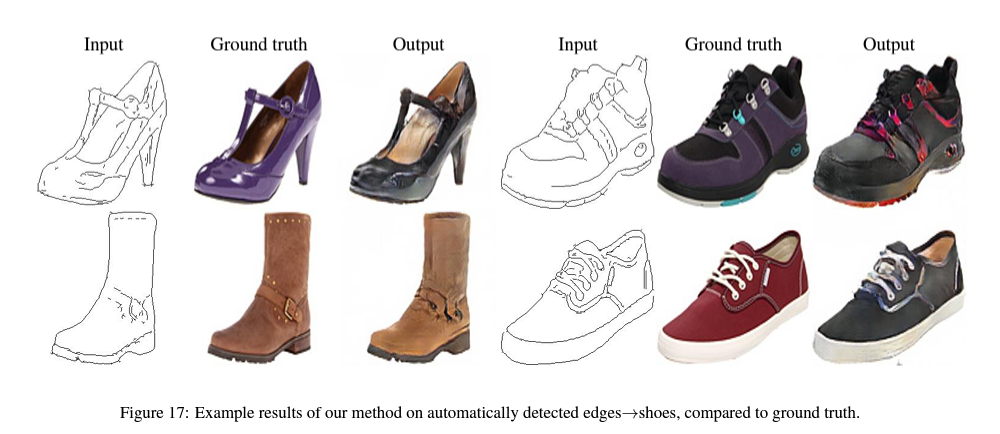 Input Ground truth Output Input Ground truth Output
Figure 17: Example results of our method on automatically detected edges→shoes, compared to ground truth.